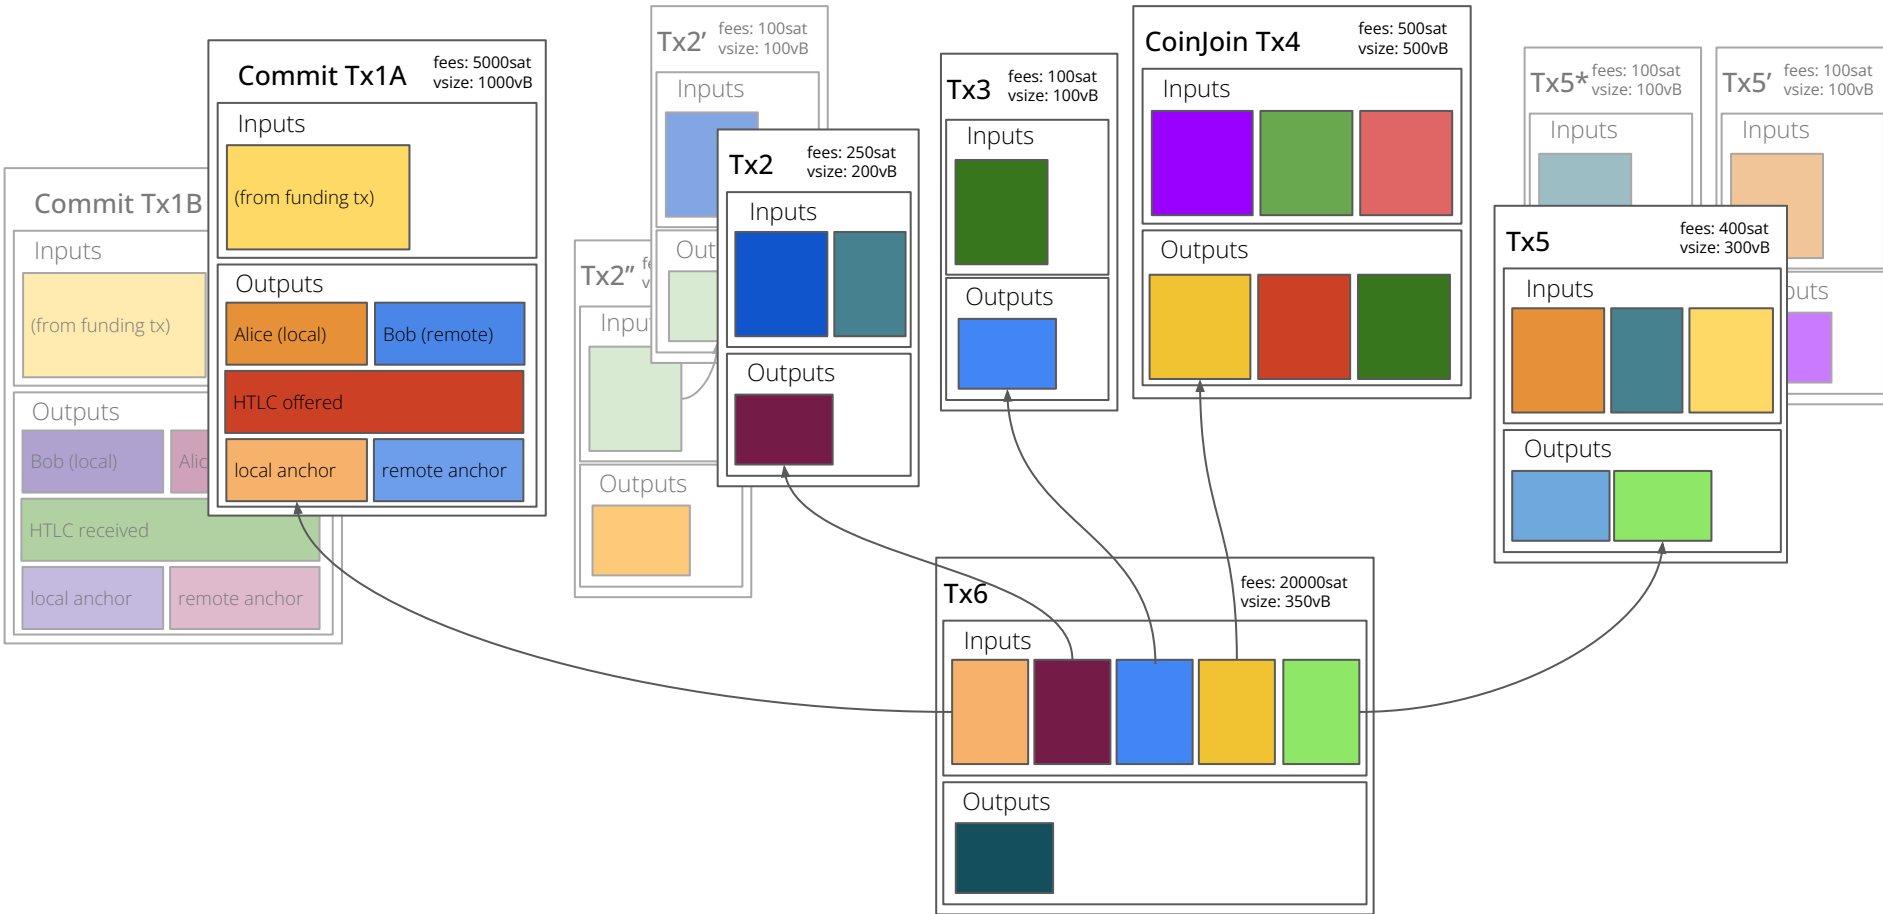 Commit Tx1B
Inputs
(from funding tx)
Outputs
Bob (local)
Alic
HTLC received
local anchor
remote anchor
Commit Tx1A
fees: 5000sat
vsize: 1000vB
Inputs
(from funding tx)
Outputs
Alice (local)
Bob (remote)
HTLC offered
local anchor
remote anchor
Tx2”
Inpu
Outputs
Tx2’
fees: 100sat
vsize: 100vB
Inputs
Out
Tx2
fees: 250sat
vsize: 200vB
Inputs
Outputs
Tx3
fees: 100sat
vsize: 100vB
Inputs
Outputs
CoinJoin Tx4
fees: 500sat
vsize: 500vB
Inputs
Outputs
Tx5*
fees: 100sat
vsize: 100vB
Inputs
Tx5’
fees: 100sat
vsize: 100vB
Inputs
puts
Tx5
fees: 400sat
vsize: 300vB
Inputs
Outputs
Tx6
fees: 20000sat
vsize: 350vB
Inputs
Outputs